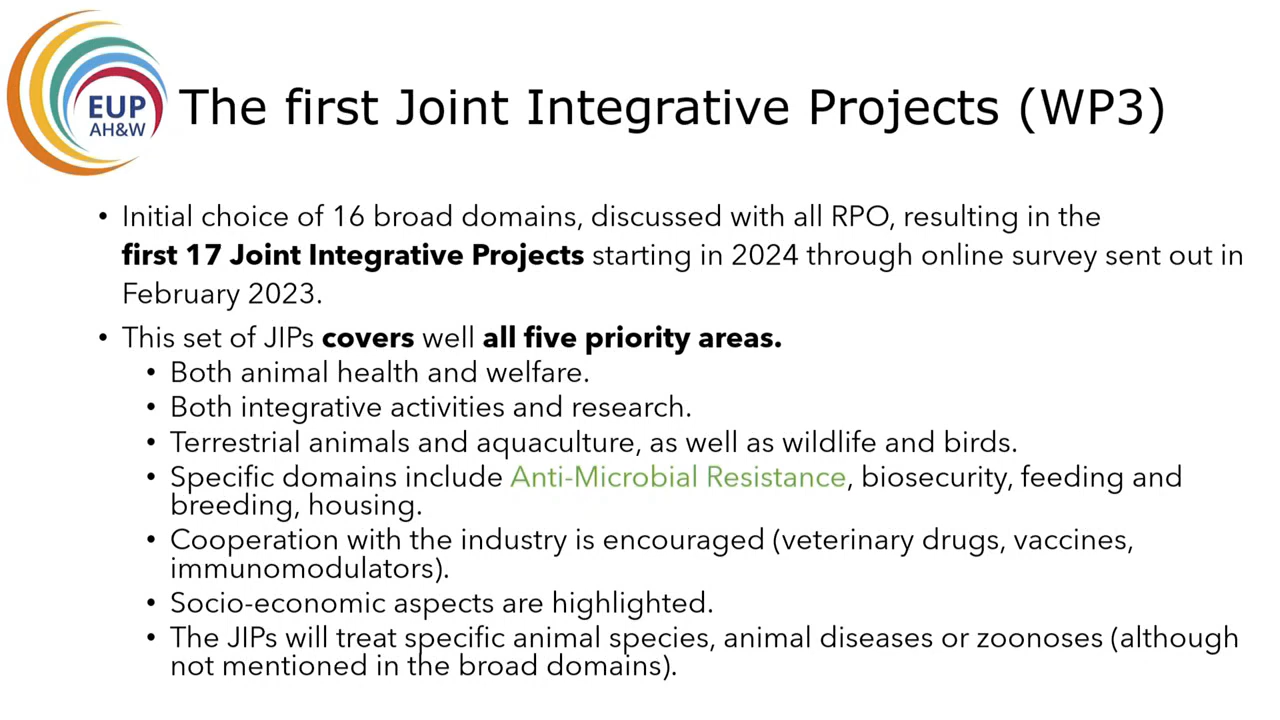 EUP
AH&W
The first Joint Integrative Projects (WP3)
• Initial choice of 16 broad domains, discussed with all RPO, resulting in the
first 17 Joint Integrative Projects starting in 2024 through online survey sent out in
February 2023.
• This set of JIPs covers well all five priority areas.
• Both animal health and welfare.
• Both integrative activities and research.
• Terrestrial animals and aquaculture, as well as wildlife and birds.
• Specific domains include Anti-Microbial Resistance, biosecurity, feeding and
breeding, housing.
• Cooperation with the industry is encouraged (veterinary drugs, vaccines,
immunomodulators).
• Socio-economic aspects are highlighted.
• The JIPs will treat specific animal species, animal diseases or zoonoses (although
not mentioned in the broad domains).